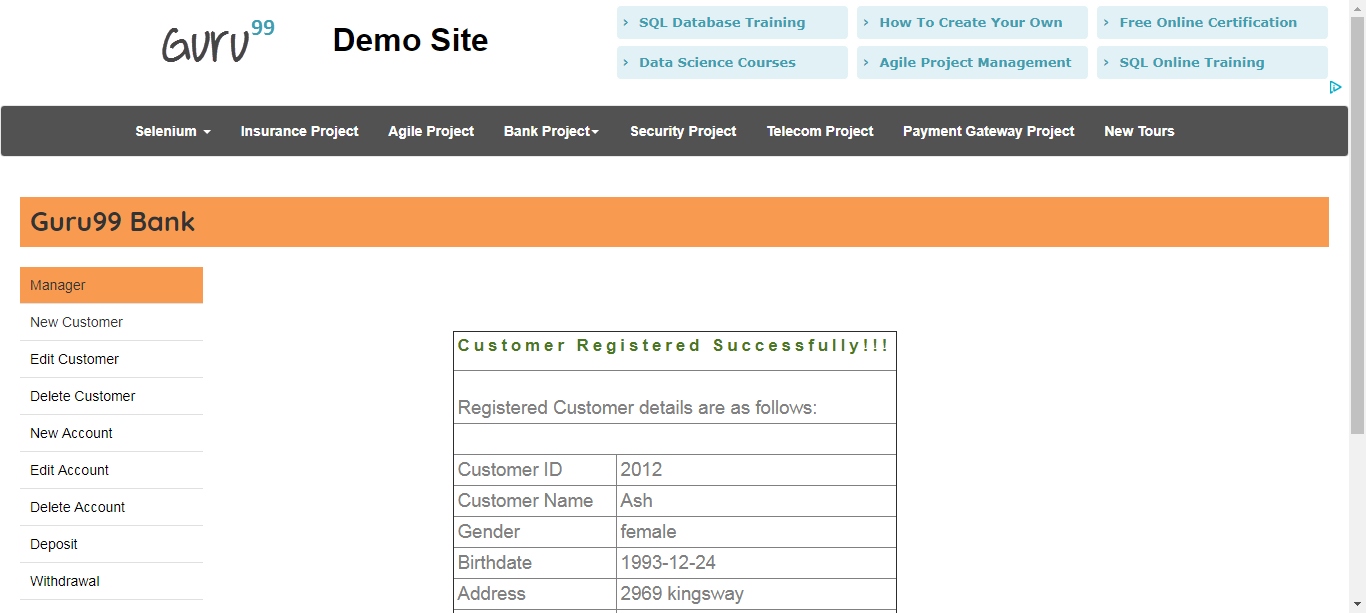 Guru99
Demo Site
SQL Database Training
How To Create Your Own
Free Online Certification
Data Science Courses
Agile Project Management
SQL Online Training
Selenium
Insurance Project
Agile Project
Bank Project
Security Project
Telecom Project
Payment Gateway Project
New Tours
Guru99 Bank
Manager
New Customer
Edit Customer
Delete Customer
New Account
Edit Account
Delete Account
Deposit
Withdrawal
Customer Registered Successfully!!!
Registered Customer details are as follows:
Customer ID 2012
Customer Name Ash
Gender female
Birthdate 1993-12-24
Address 2969 kingsway